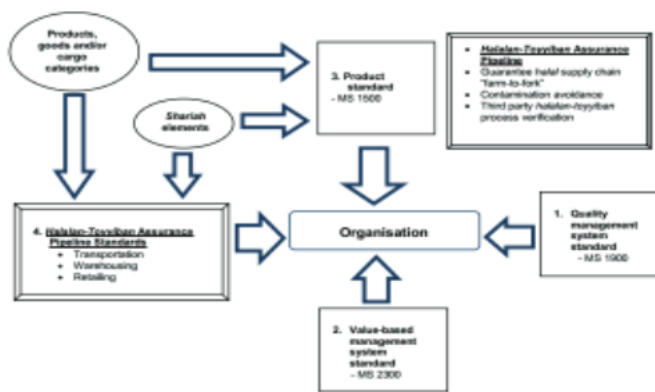 Products,
goods and/or
cargo
categories
Shariah
elements
3. Product
standard
- MS 1500
• Halalan-Toyyiban Assurance
Pipeline
• Guarantee halal supply chain
"farm-to-fork"
• Contamination avoidance
• Third party halalan-toyyiban
process verification
4. Halalan-Toyyiban Assurance
Pipeline Standards
• Transportation
• Warehousing
• Retailing
Organisation
1. Quality
management
system
standard
- MS 1900
2. Value-based
management
system
standard
- MS 2300